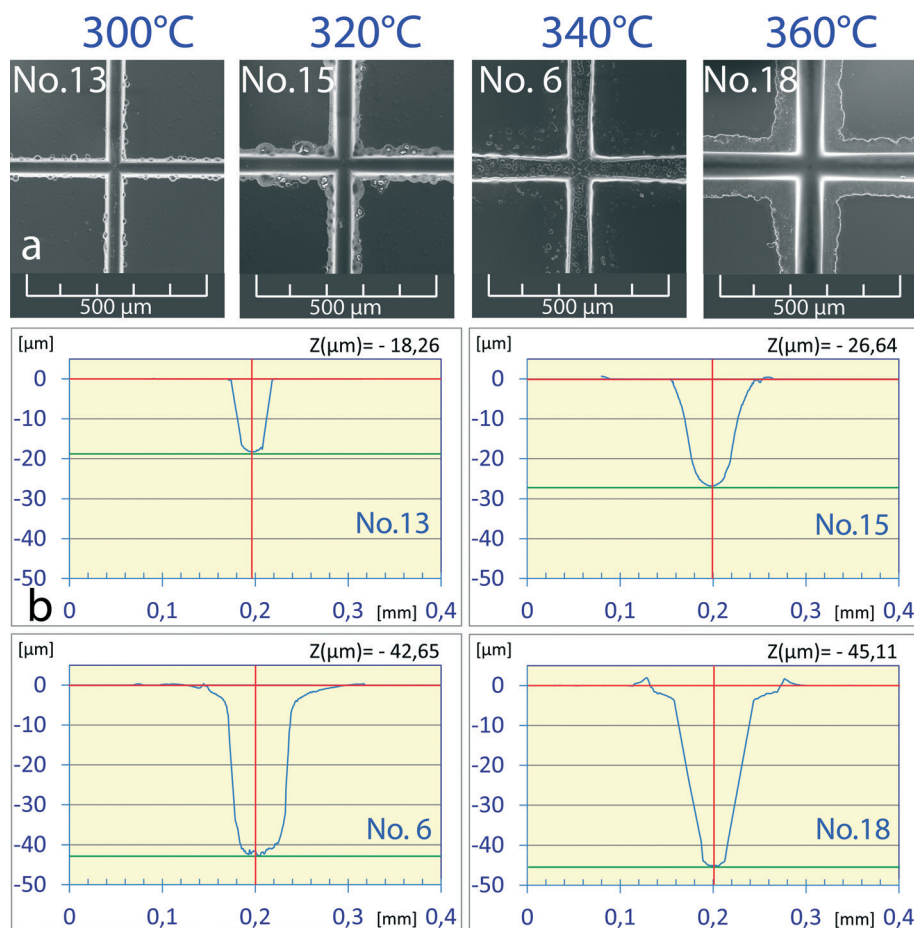 300°C 320°C 340°C 360°C
No.13 No.15 No. 6 No.18
a
500 µm 500 µm 500 µm 500 µm
[µm] Z(µm)= - 18,26
0
-10
-20
-30
-40
-50
No.13
b
0 0,1 0,2 0,3 [mm] 0,4
[µm] Z(µm)= - 26,64
0
-10
-20
-30
-40
-50
No.15
0 0,1 0,2 0,3 [mm] 0,4
[µm] Z(µm)= - 42,65
0
-10
-20
-30
-40
-50
No. 6
0 0,1 0,2 0,3 [mm] 0,4
[µm] Z(µm)= - 45,11
0
-10
-20
-30
-40
-50
No.18
0 0,1 0,2 0,3 [mm] 0,4